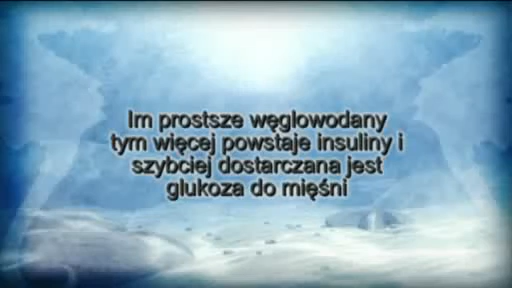 Im prostsze węglowodany
tym więcej powstaje insuliny i
szybciej dostarczana jest
glukoza do mięśni